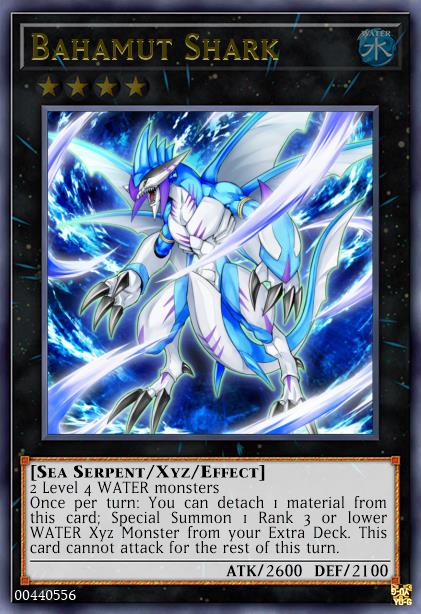 Bahamut Shark
WATER
水
[Sea Serpent/Xyz/Effect]
2 Level 4 WATER monsters
Once per turn: You can detach 1 material from
this card; Special Summon 1 Rank 3 or lower
WATER Xyz Monster from your Extra Deck. This
card cannot attack for the rest of this turn.
ATK/2600 DEF/2100
00440556